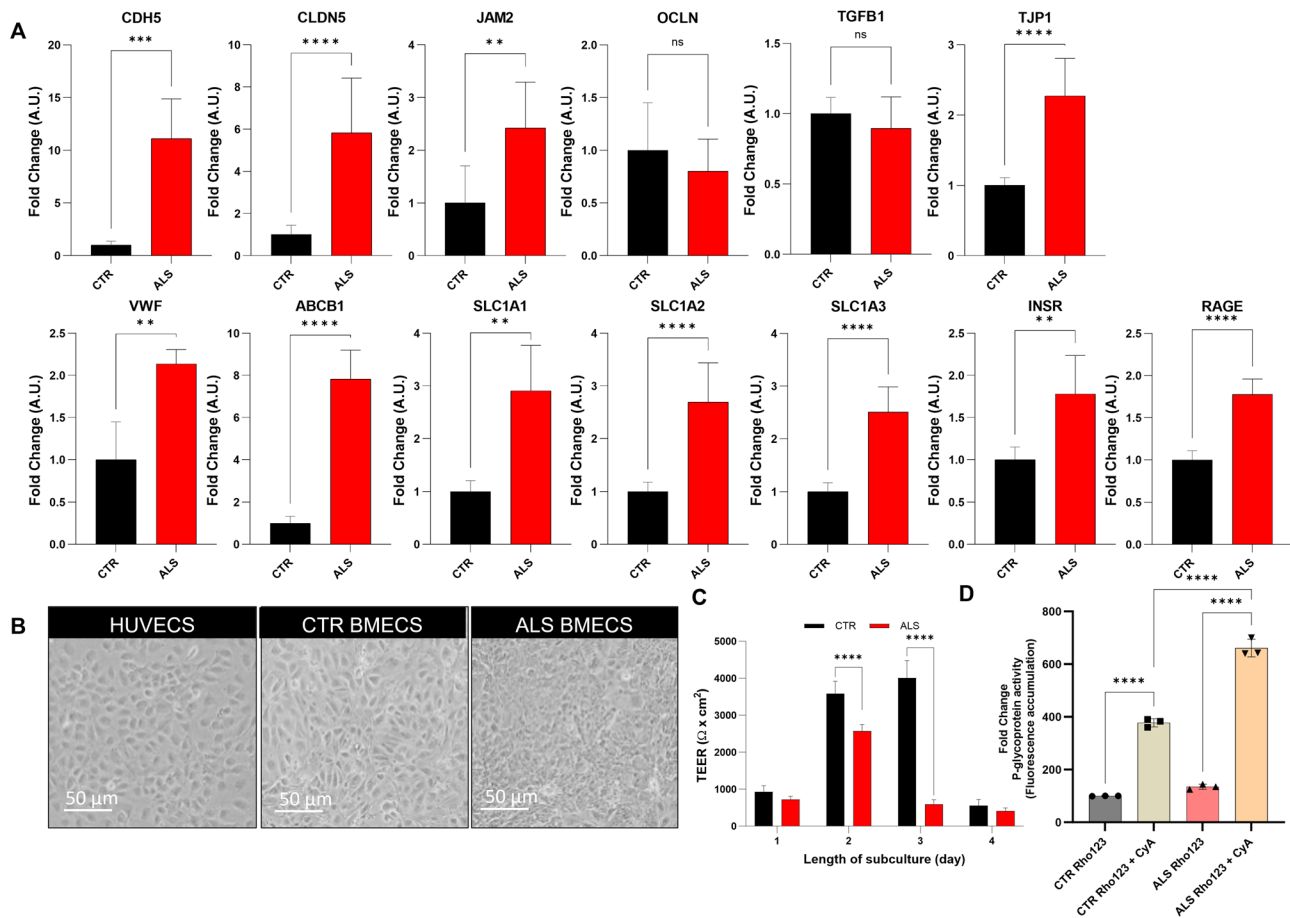 A
CDH5
Fold Change (A.U.)
20
15
10
5
0
***
CTR
ALS
CLDN5
Fold Change (A.U.)
10
8
6
4
2
0
****
CTR
ALS
JAM2
Fold Change (A.U.)
4
3
2
1
0
**
CTR
ALS
OCLN
Fold Change (A.U.)
2.0
1.5
1.0
0.5
0.0
ns
CTR
ALS
TGFB1
Fold Change (A.U.)
1.5
1.0
0.5
0.0
ns
CTR
ALS
TJP1
Fold Change (A.U.)
3
2
1
0
****
CTR
ALS
VWF
Fold Change (A.U.)
2.5
2.0
1.5
1.0
0.5
0.0
**
CTR
ALS
ABCB1
Fold Change (A.U.)
10
8
6
4
2
0
****
CTR
ALS
SLC1A1
Fold Change (A.U.)
4
3
2
1
0
**
CTR
ALS
SLC1A2
Fold Change (A.U.)
4
3
2
1
0
****
CTR
ALS
SLC1A3
Fold Change (A.U.)
4
3
2
1
0
****
CTR
ALS
INSR
Fold Change (A.U.)
2.5
2.0
1.5
1.0
0.5
0.0
**
CTR
ALS
RAGE
Fold Change (A.U.)
2.5
2.0
1.5
1.0
0.5
0.0
****
CTR
ALS
B
HUVECS
50 µm
CTR BMECS
50 µm
ALS BMECS
50 µm
C
CTR
ALS
TEER (Ω x cm²)
5000
4000
3000
2000
1000
0
****
****
1
2
3
4
Length of subculture (day)
D
Fold Change
P-glycoprotein activity
(Fluorescence accumulation)
800
600
400
200
0
****
****
****
CTR Rho123
CTR Rho123 + CyA
ALS Rho123
ALS Rho123 + CyA